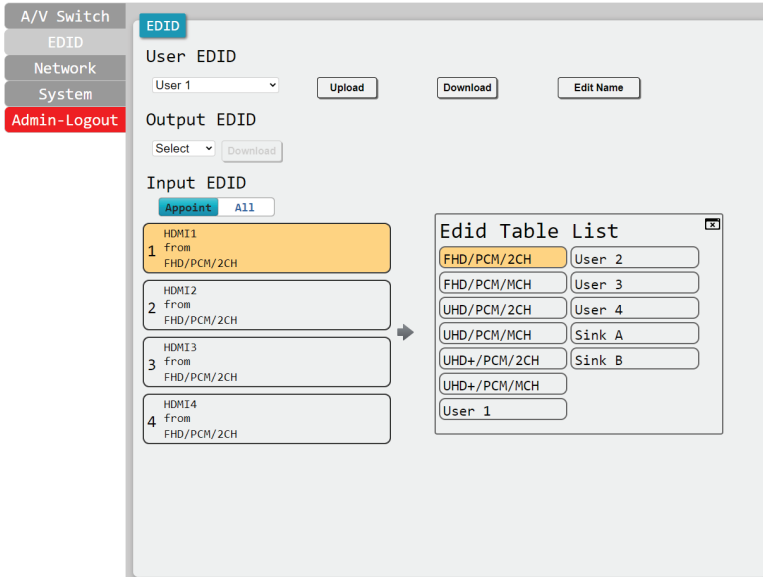 A/V Switch
EDID
Network
System
Admin-Logout
EDID
User EDID
User 1
Upload
Download
Edit Name
Output EDID
Select
Download
Input EDID
Appoint
All
1
HDMI1
from
FHD/PCM/2CH
2
HDMI2
from
FHD/PCM/2CH
3
HDMI3
from
FHD/PCM/2CH
4
HDMI4
from
FHD/PCM/2CH
Edid Table List
FHD/PCM/2CH
FHD/PCM/MCH
UHD/PCM/2CH
UHD/PCM/MCH
UHD+/PCM/2CH
UHD+/PCM/MCH
User 1
User 2
User 3
User 4
Sink A
Sink B